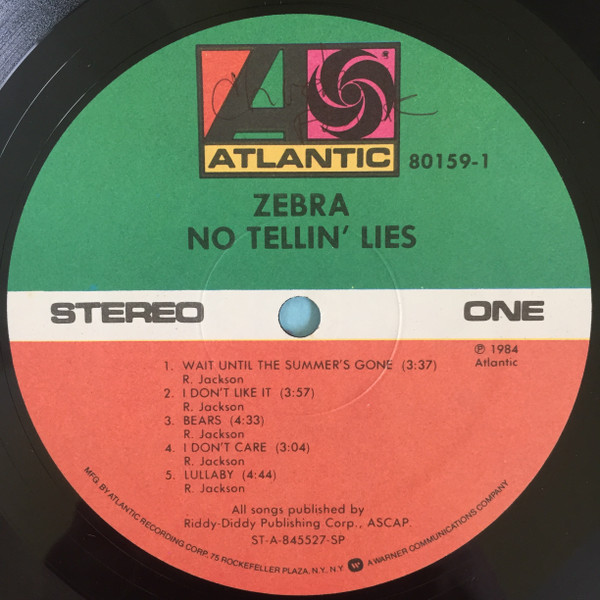 ATLANTIC
80159-1
ZEBRA
NO TELLIN' LIES
STEREO
ONE
℗ 1984
Atlantic
1. WAIT UNTIL THE SUMMER'S GONE (3:37)
R. Jackson
2. I DON'T LIKE IT (3:57)
R. Jackson
3. BEARS (4:33)
R. Jackson
4. I DON'T CARE (3:04)
R. Jackson
5. LULLABY (4:44)
R. Jackson
All songs published by
Riddy-Diddy Publishing Corp., ASCAP.
ST-A-845527-SP
MFG. BY ATLANTIC RECORDING CORP. 75 ROCKEFELLER PLAZA, N.Y. N.Y. W A WARNER COMMUNICATIONS COMPANY